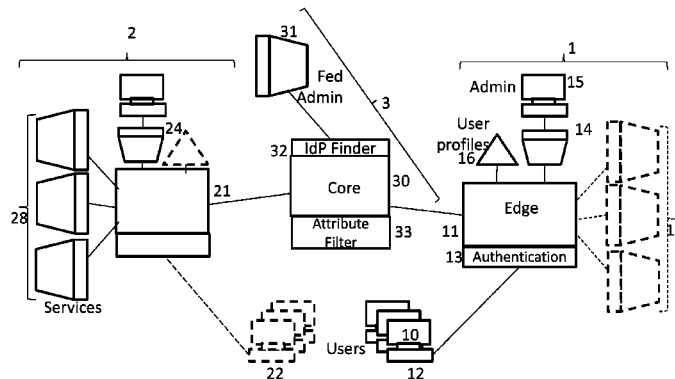 2
1
31
Fed
Admin
3
Admin
15
24
User
profiles
16
14
32
IdP Finder
21
Core
30
Edge
11
28
Attribute
Filter
33
13
Authentication
1
Services
10
Users
22
12